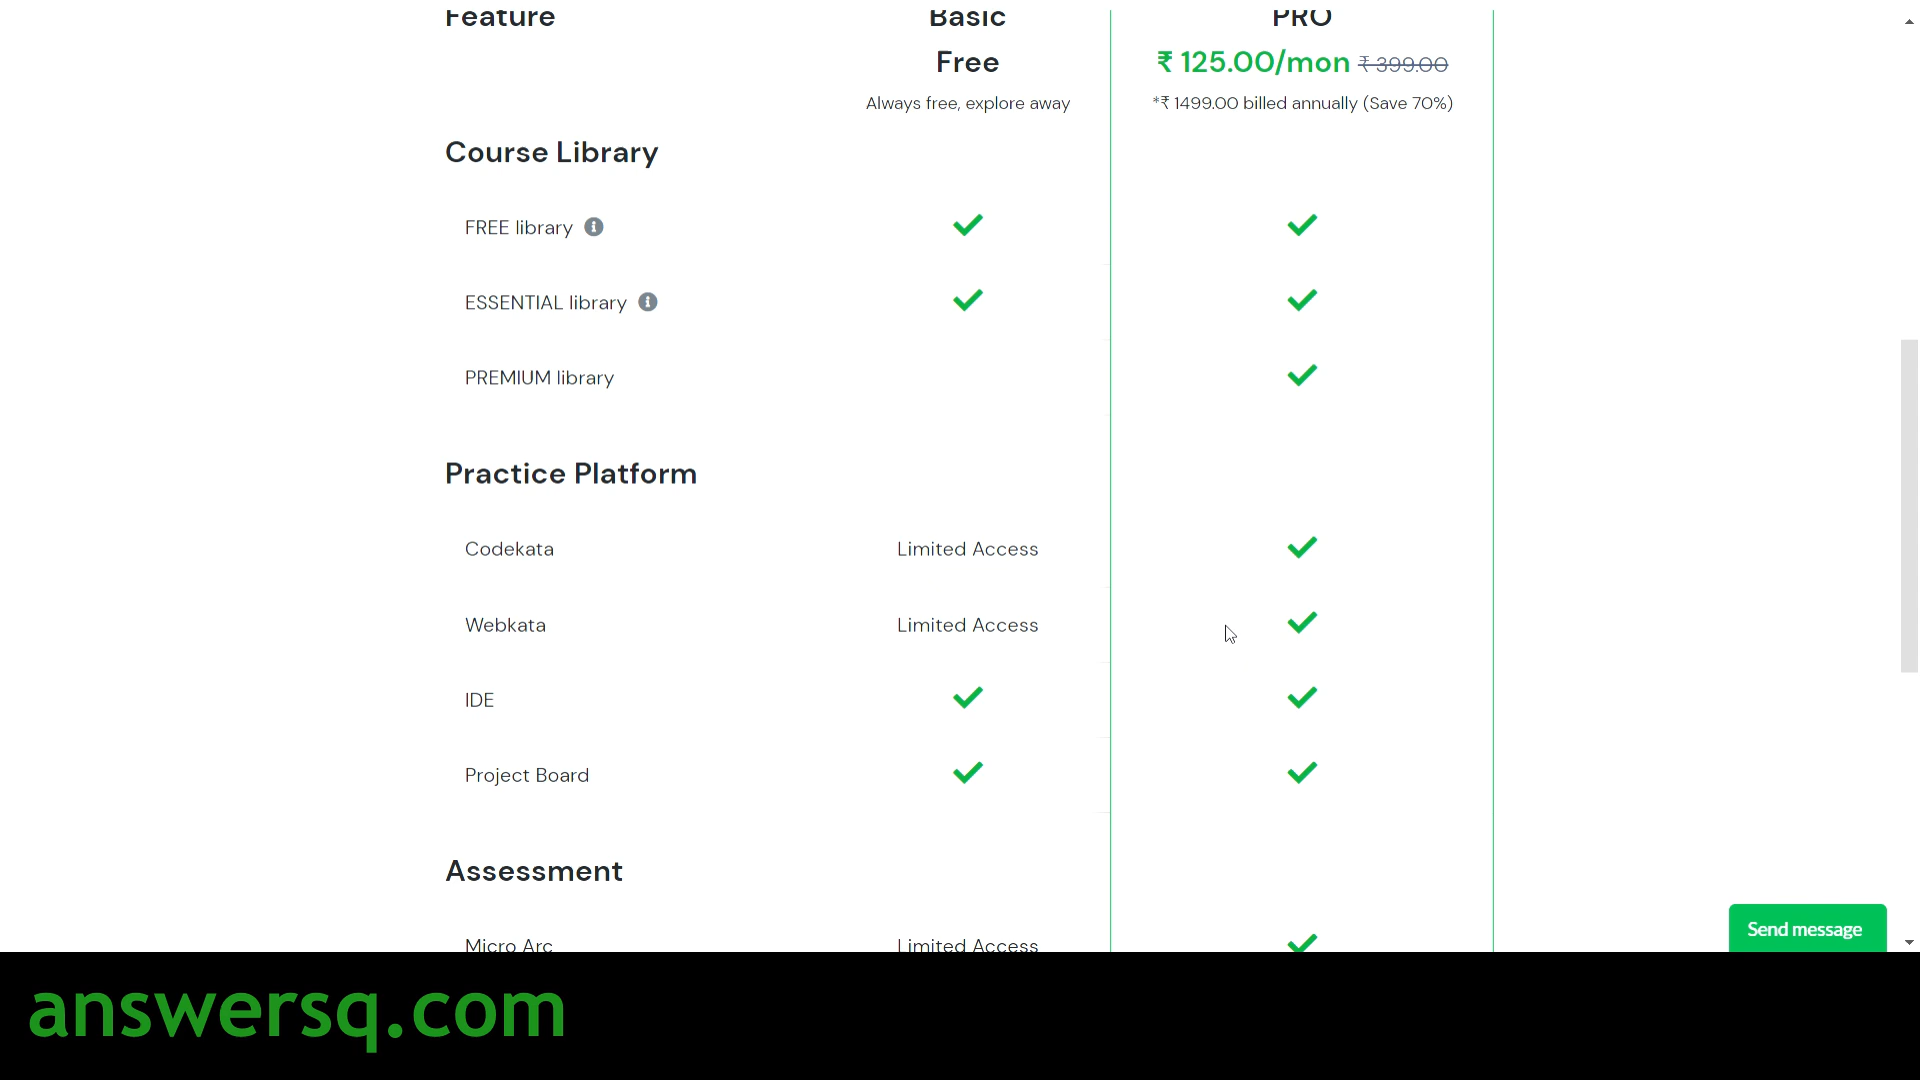 Feature Basic PRO
Free ₹ 125.00/mon ₹ 399.00
Always free, explore away *₹ 1499.00 billed annually (Save 70%)
Course Library
FREE library
ESSENTIAL library
PREMIUM library
Practice Platform
Codekata Limited Access
Webkata Limited Access
IDE
Project Board
Assessment
Micro Arc Limited Access
Send message
answersq.com